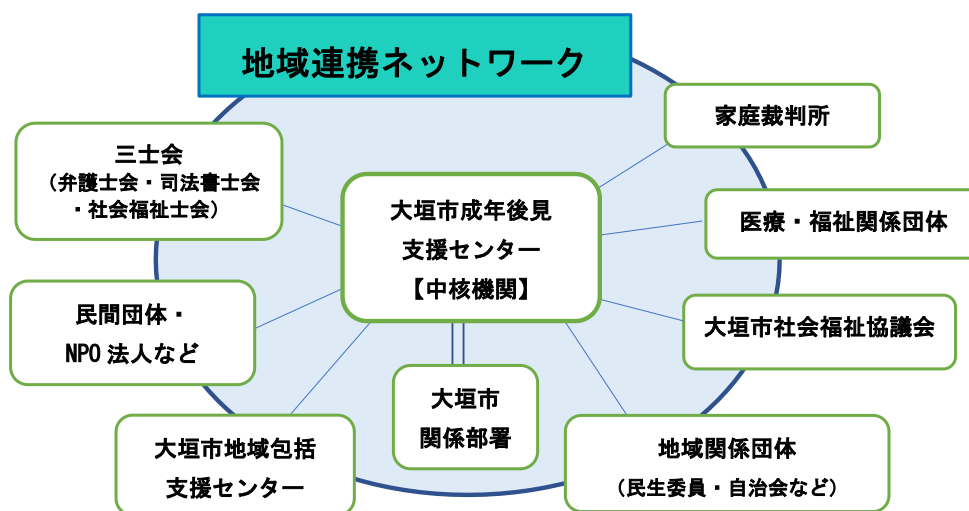 地域連携ネットワーク
家庭裁判所
三士会
（弁護士会・司法書士会
・社会福祉士会）
大垣市成年後見
支援センター
【中核機関】
医療・福祉関係団体
民間団体・
NPO法人など
大垣市社会福祉協議会
大垣市
関係部署
大垣市地域包括
支援センター
地域関係団体
（民生委員・自治会など）